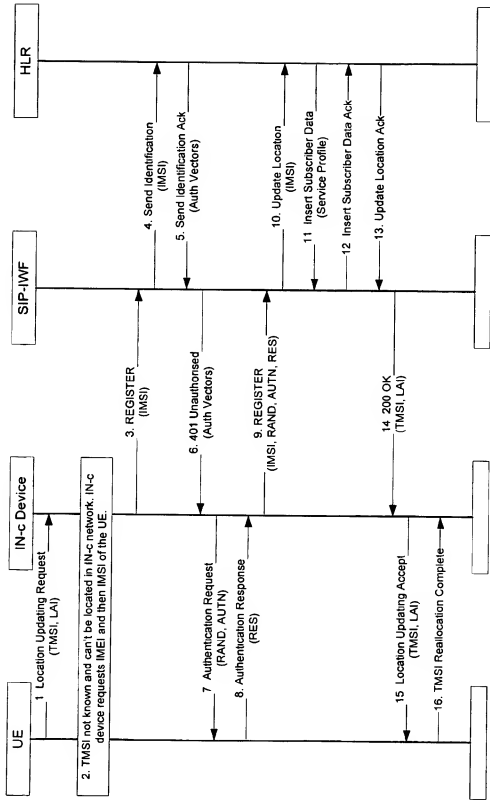 UE
IN-c Device
SIP-IWF
HLR
1 Location Updating Request
(TMSI, LAI)
2. TMSI not known and can't be located in IN-c network. IN-c
device requests IMEI and then IMSI of the UE.
3. REGISTER
(IMSI)
4. Send Identification
(IMSI)
5. Send Identification Ack
(Auth Vectors)
6. 401 Unauthorised
(Auth Vectors)
7 Authentication Request
(RAND, AUTN)
8. Authentication Response
(RES)
9. REGISTER
(IMSI, RAND, AUTN, RES)
10. Update Location
(IMSI)
11 Insert Subscriber Data
(Service Profile)
12 Insert Subscriber Data Ack
13. Update Location Ack
14 200 OK
(TMSI, LAI)
15 Location Updating Accept
(TMSI, LAI)
16. TMSI Reallocation Complete